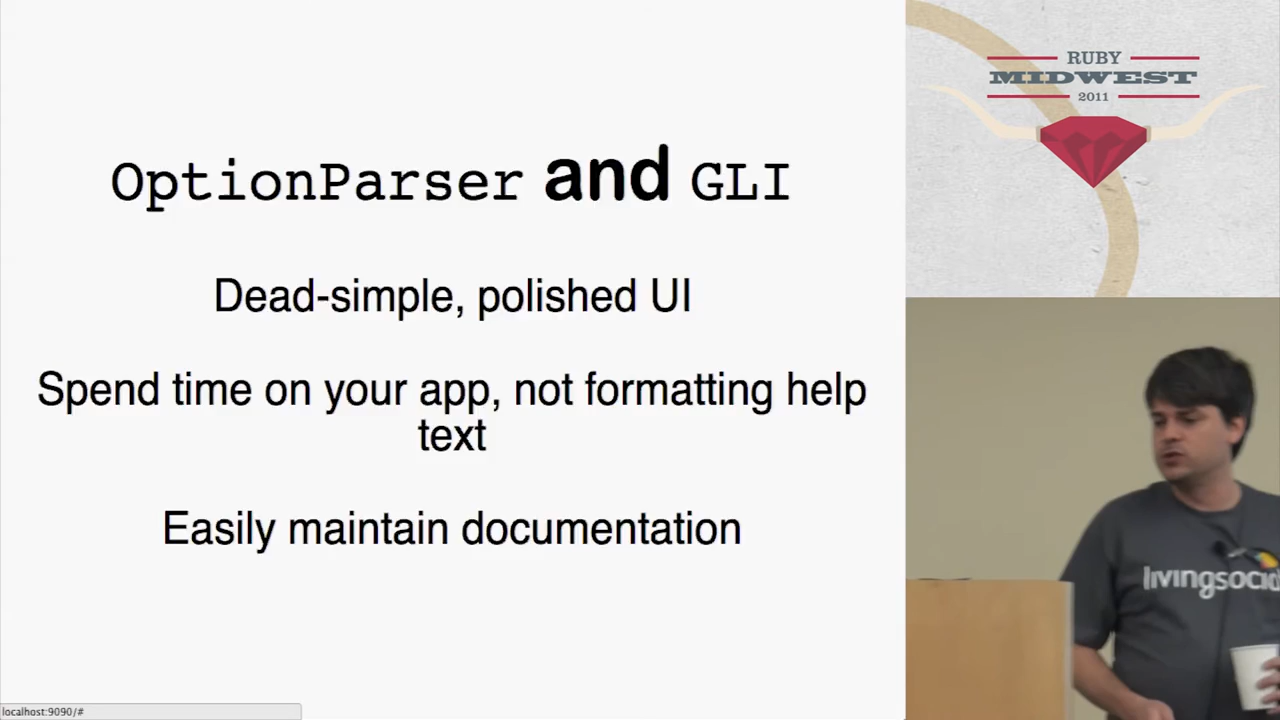 OptionParser and GLI
Dead-simple, polished UI
Spend time on your app, not formatting help
text
Easily maintain documentation
localhost:9090/#
RUBY
MIDWEST
2011